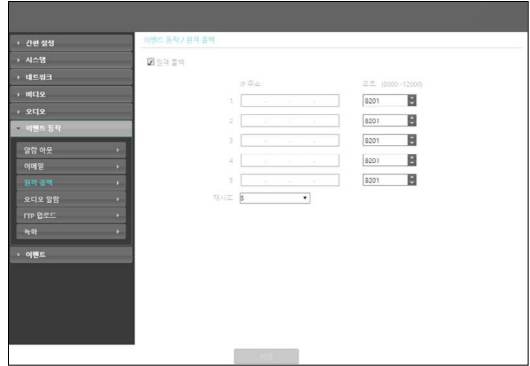 간편 설정
시스템
네트워크
비디오
오디오
이벤트 동작
알람 아웃
이메일
원격 콜백
오디오 알람
FTP 업로드
녹화
이벤트
이벤트 동작 / 원격 콜백
원격 콜백
IP 주소 포트 (8000~12000)
1 . . . 8201
2 . . . 8201
3 . . . 8201
4 . . . 8201
5 . . . 8201
재시도 5
저장